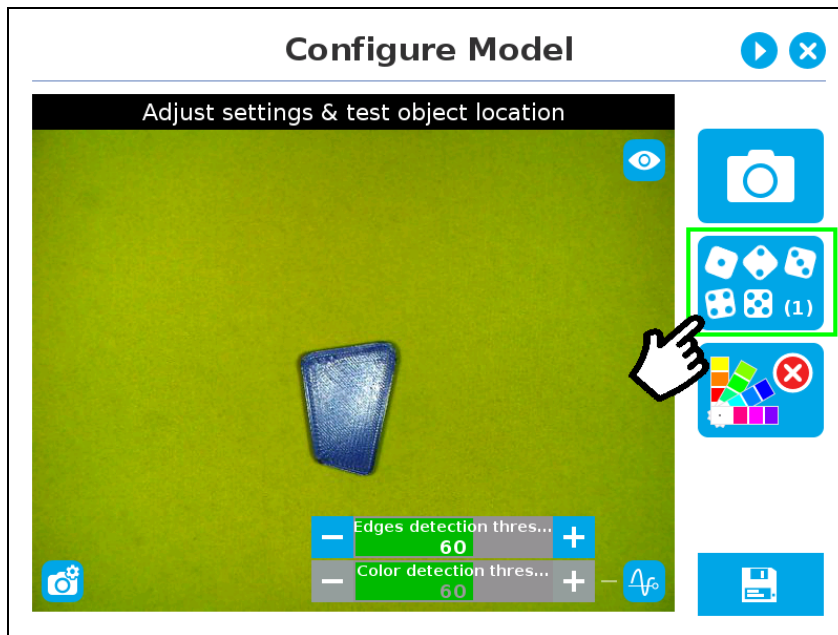 Configure Model
Adjust settings & test object location
(1)
Edges detection thres...
60
Color detection thres...
60